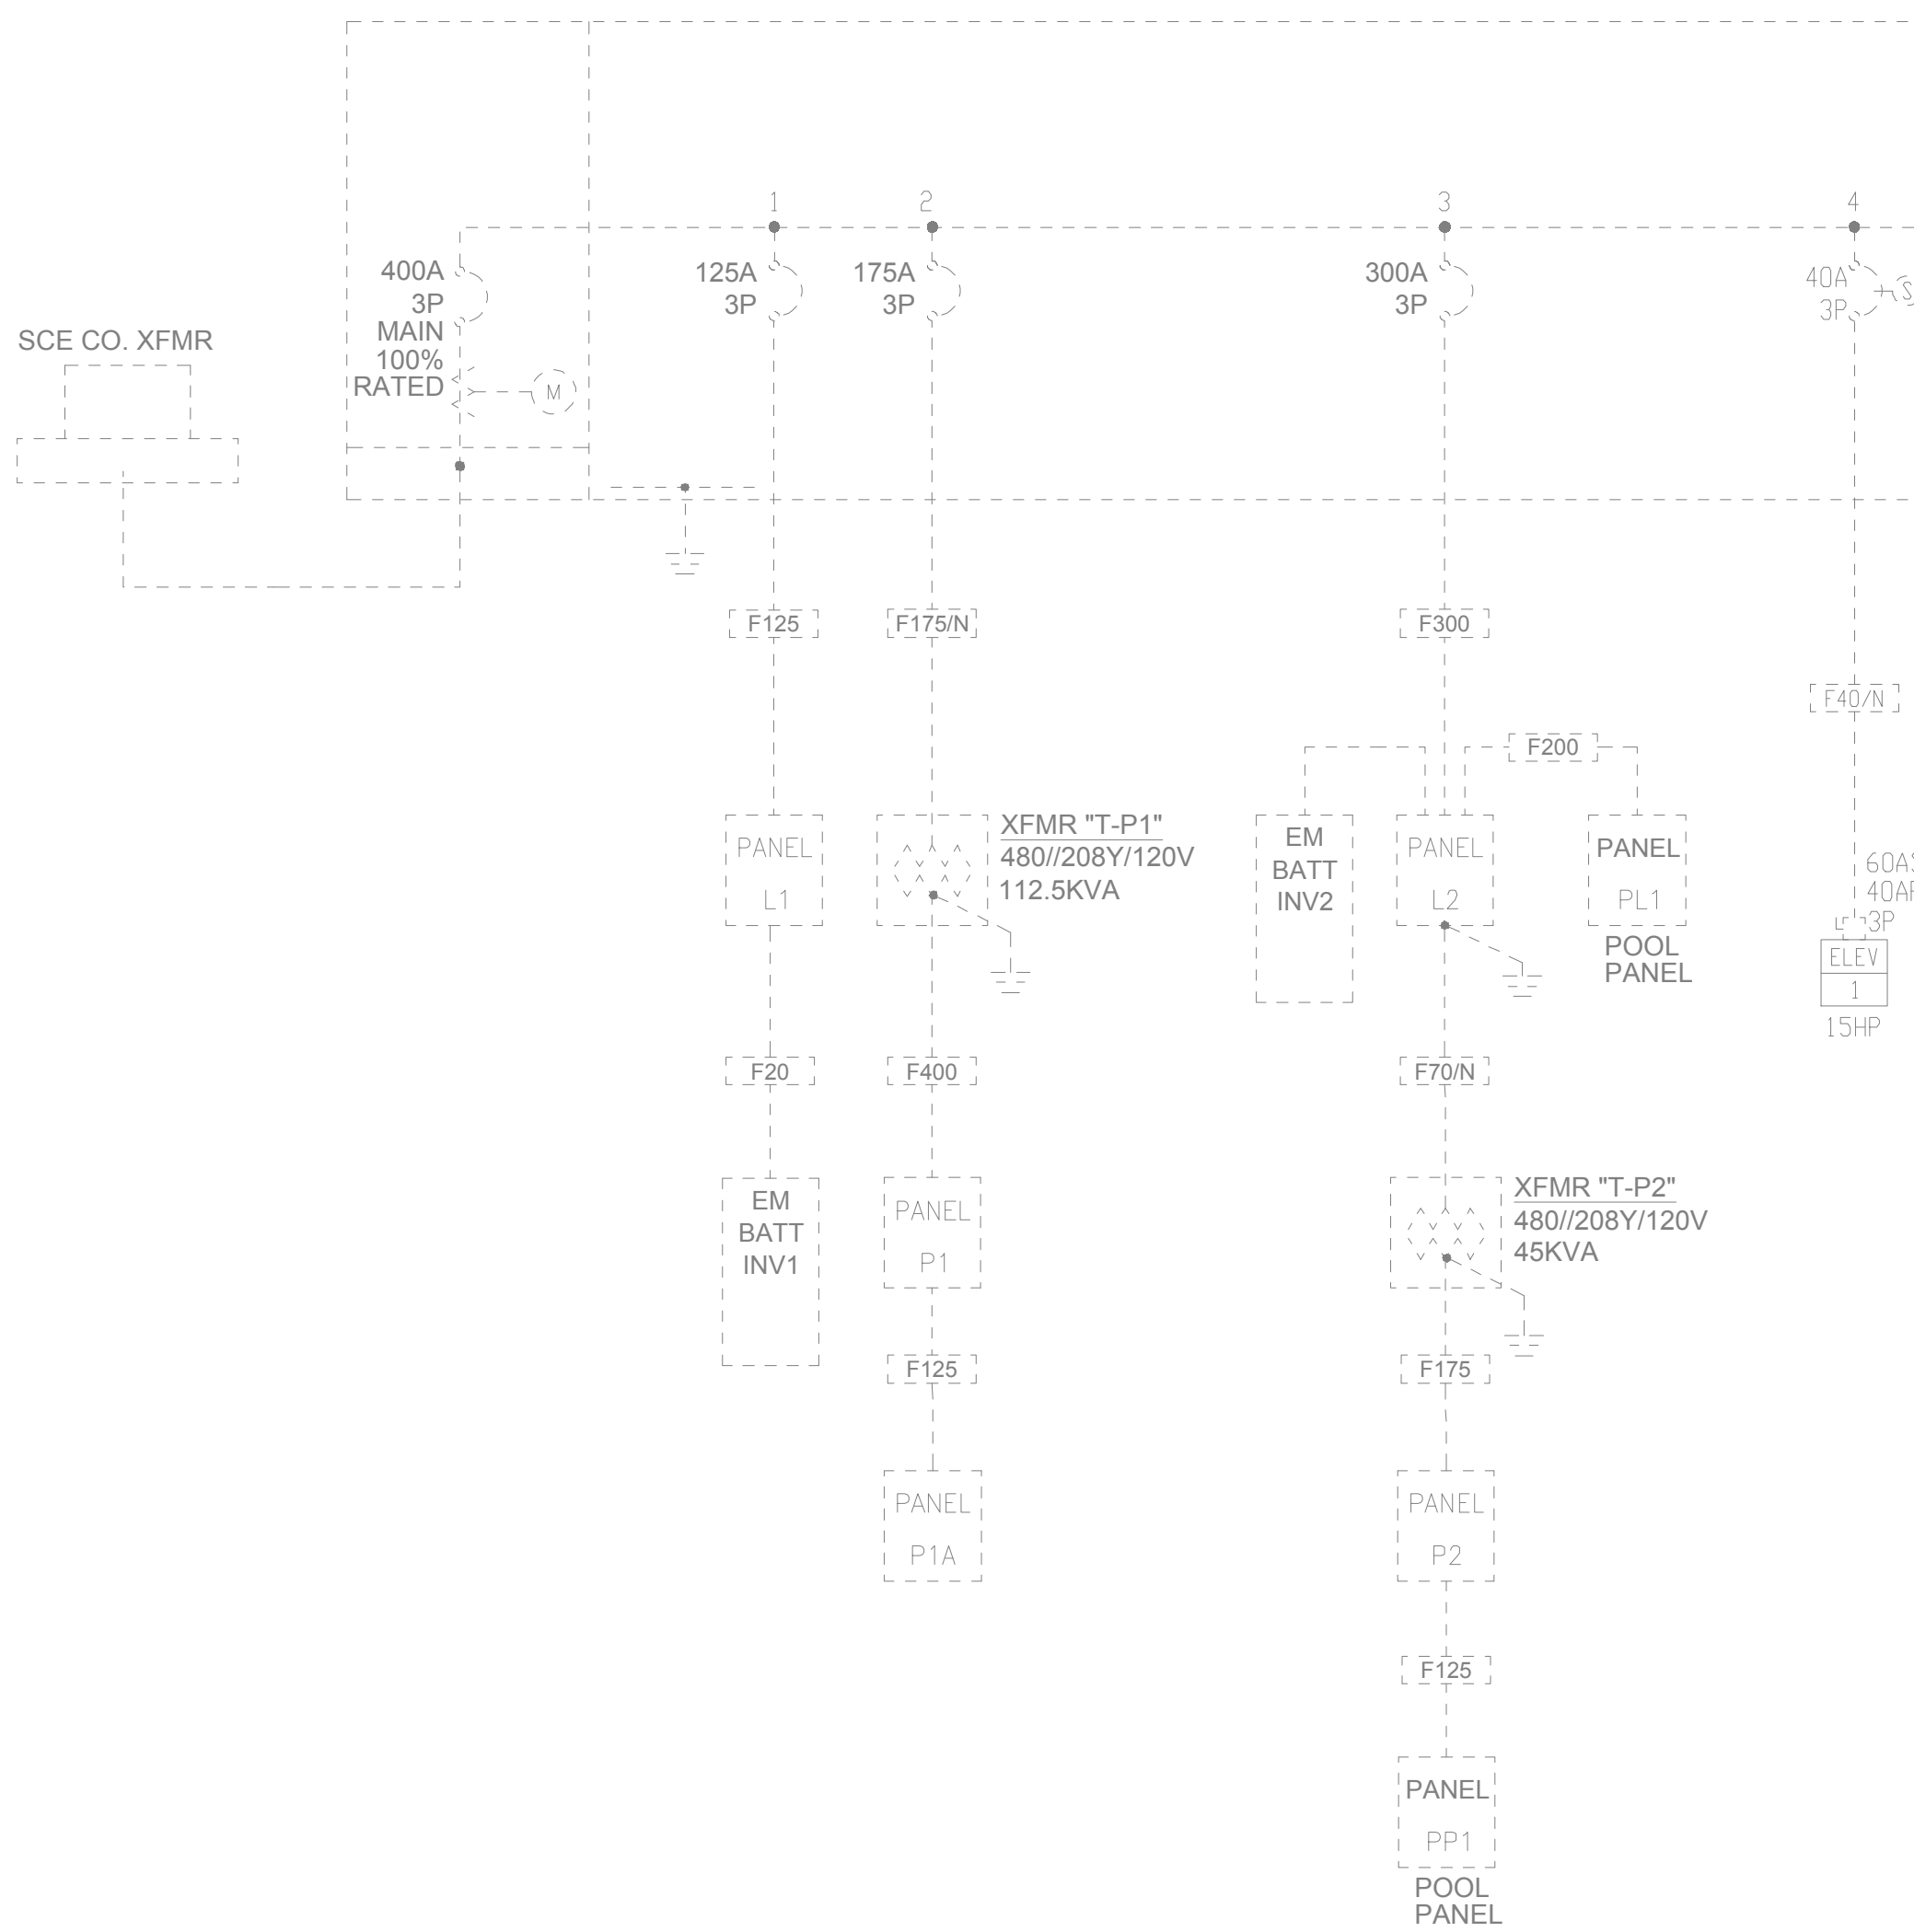 1
2
3
4
400A
3P
MAIN
100%
RATED
125A
3P
175A
3P
300A
3P
40A
3P
S
SCE CO. XFMR
M
F125
F175/N
F300
F40/N
F200
PANEL
L1
XFMR "T-P1"
480//208Y/120V
112.5KVA
EM
BATT
INV2
PANEL
L2
PANEL
PL1
POOL
PANEL
60AS
3P
ELEV
1
15HP
F20
F400
F70/N
EM
BATT
INV1
PANEL
P1
XFMR "T-P2"
480//208Y/120V
45KVA
F125
F175
PANEL
P1A
PANEL
P2
F125
PANEL
PP1
POOL
PANEL